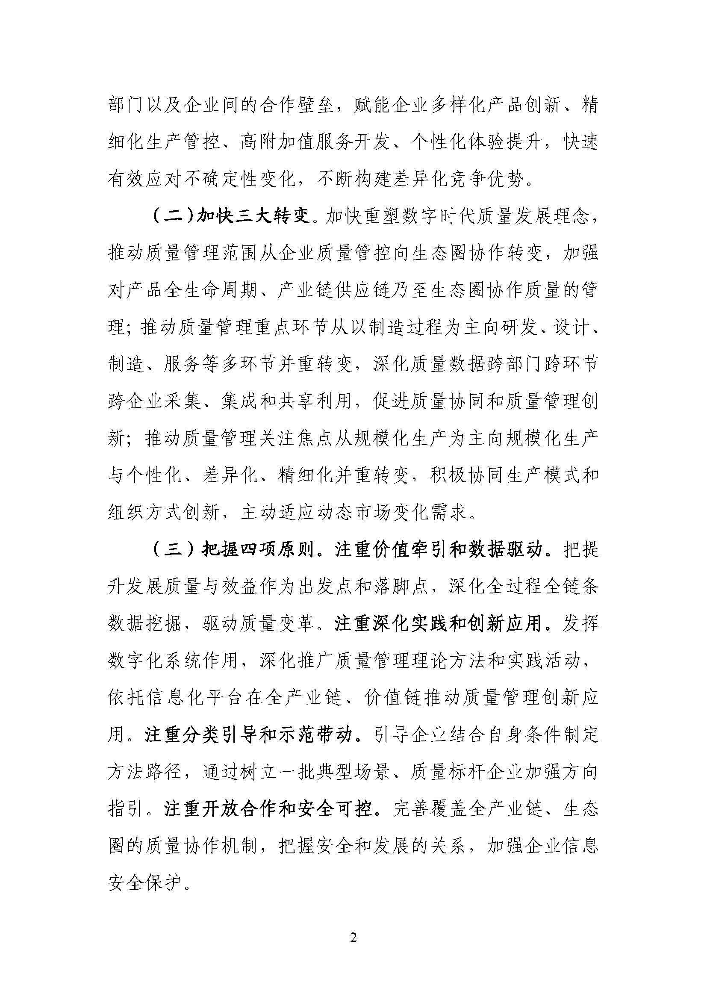 部门以及企业间的合作壁垒，赋能企业多样化产品创新、精
细化生产管控、高附加值服务开发、个性化体验提升，快速
有效应对不确定性变化，不断构建差异化竞争优势。
（二）加快三大转变。加快重塑数字时代质量发展理念，
推动质量管理范围从企业质量管控向生态圈协作转变，加强
对产品全生命周期、产业链供应链乃至生态圈协作质量的管
理；推动质量管理重点环节从以制造过程为主向研发、设计、
制造、服务等多环节并重转变，深化质量数据跨部门跨环节
跨企业采集、集成和共享利用，促进质量协同和质量管理创
新；推动质量管理关注焦点从规模化生产为主向规模化生产
与个性化、差异化、精细化并重转变，积极协同生产模式和
组织方式创新，主动适应动态市场变化需求。
（三）把握四项原则。注重价值牵引和数据驱动。把提
升发展质量与效益作为出发点和落脚点，深化全过程全链条
数据挖掘，驱动质量变革。注重深化实践和创新应用。发挥
数字化系统作用，深化推广质量管理理论方法和实践活动，
依托信息化平台在全产业链、价值链推动质量管理创新应
用。注重分类引导和示范带动。引导企业结合自身条件制定
方法路径，通过树立一批典型场景、质量标杆企业加强方向
指引。注重开放合作和安全可控。完善覆盖全产业链、生态
圈的质量协作机制，把握安全和发展的关系，加强企业信息
安全保护。
2